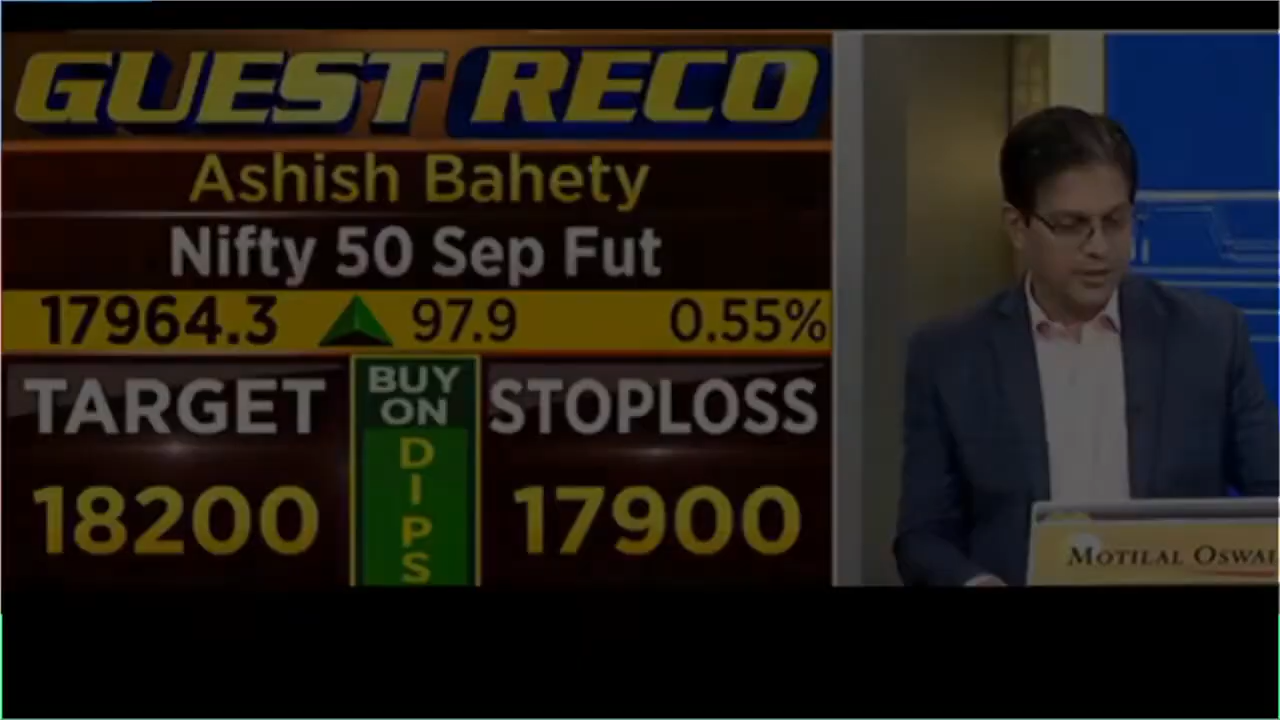 GUEST RECO
Ashish Bahety
Nifty 50 Sep Fut
17964.3 97.9 0.55%
TARGET
18200
BUY
ON
DIPS
STOPLOSS
17900
MOTILAL OSWAL